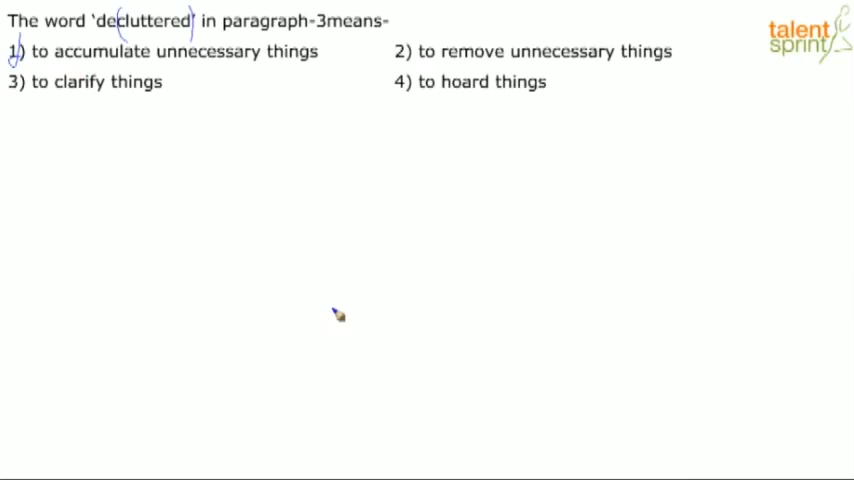 The word ‘decluttered’ in paragraph-3means-
1) to accumulate unnecessary things 2) to remove unnecessary things
3) to clarify things 4) to hoard things
talent
sprint